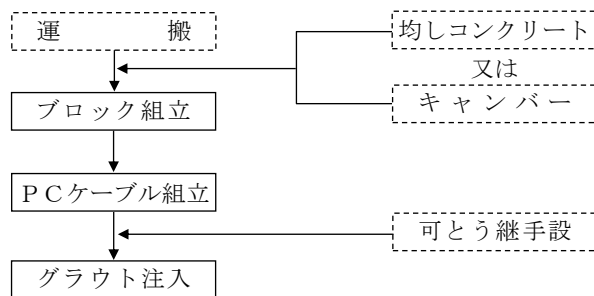 運　　　搬
均しコンクリート
又は
キャンバー
ブロック組立
ＰＣケーブル組立
可とう継手設
グラウト注入